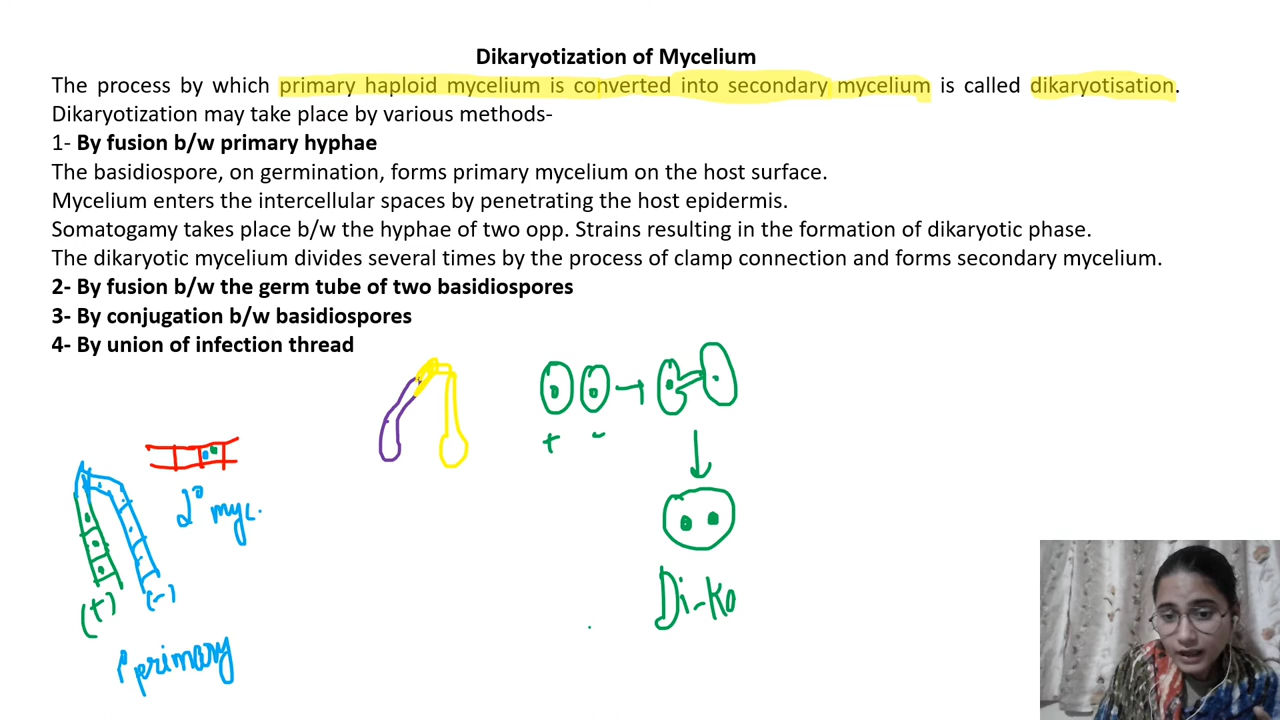 Dikaryotization of Mycelium
The process by which primary haploid mycelium is converted into secondary mycelium is called dikaryotisation.
Dikaryotization may take place by various methods-
1- By fusion b/w primary hyphae
The basidiospore, on germination, forms primary mycelium on the host surface.
Mycelium enters the intercellular spaces by penetrating the host epidermis.
Somatogamy takes place b/w the hyphae of two opp. Strains resulting in the formation of dikaryotic phase.
The dikaryotic mycelium divides several times by the process of clamp connection and forms secondary mycelium.
2- By fusion b/w the germ tube of two basidiospores
3- By conjugation b/w basidiospores
4- By union of infection thread
+ -
2° myc.
(+) (-)
Di-Ka
1° primary